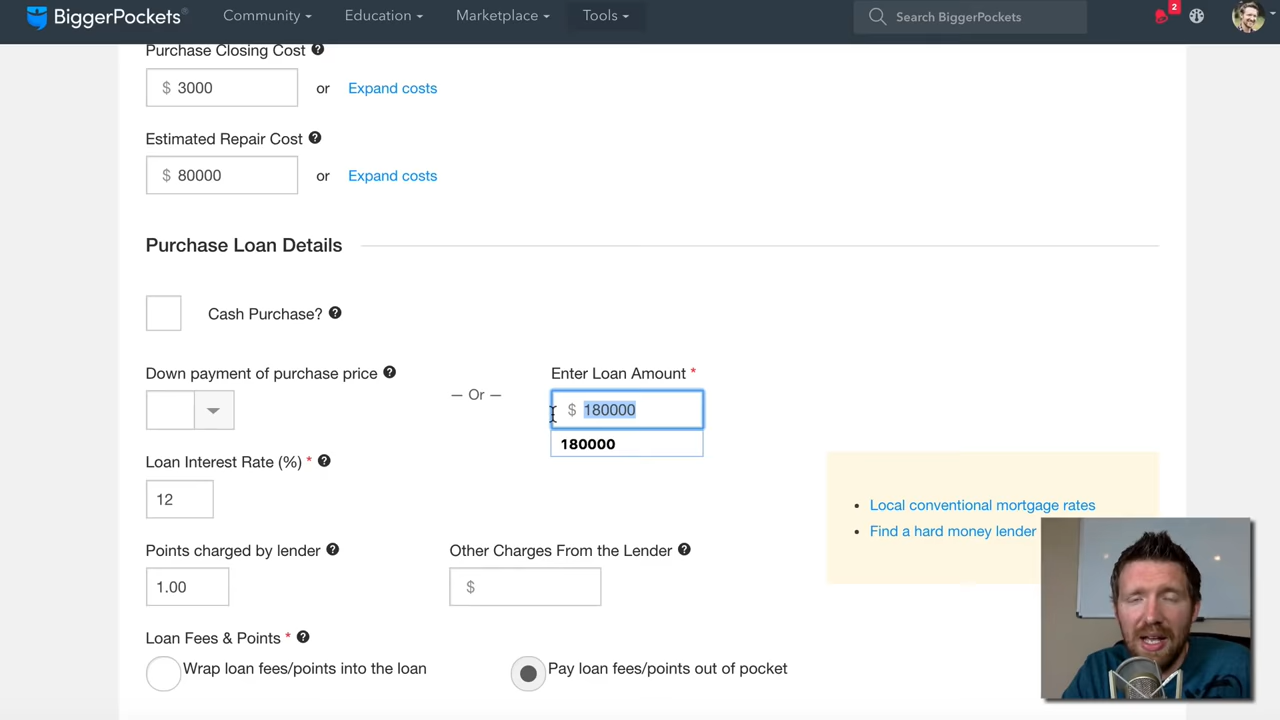 BiggerPockets® Community Education Marketplace Tools Search BiggerPockets 2
Purchase Closing Cost ?
$ 3000 or Expand costs
Estimated Repair Cost ?
$ 80000 or Expand costs
Purchase Loan Details
Cash Purchase? ?
Down payment of purchase price ? — Or — Enter Loan Amount *
$ 180000
180000
Loan Interest Rate (%) * ?
12
• Local conventional mortgage rates
• Find a hard money lender
Points charged by lender ? Other Charges From the Lender ?
1.00 $
Loan Fees & Points * ?
Wrap loan fees/points into the loan Pay loan fees/points out of pocket